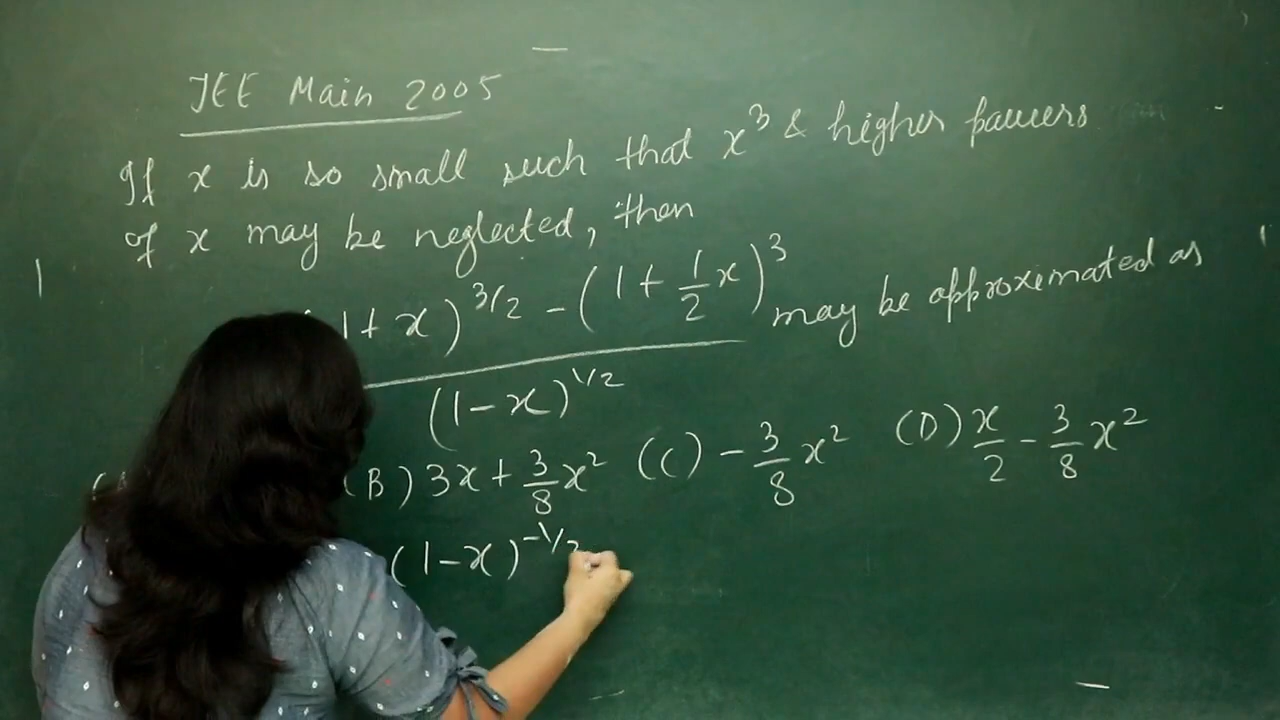 JEE Main 2005
If x is so small such that x³ & higher powers
of x may be neglected, then
1 + x)^3/2 - (1 + 1/2 x)³ may be approximated as
(1 - x)^1/2
(B) 3x + 3/8 x² (C) - 3/8 x² (D) x/2 - 3/8 x²
(1 - x)^-1/2